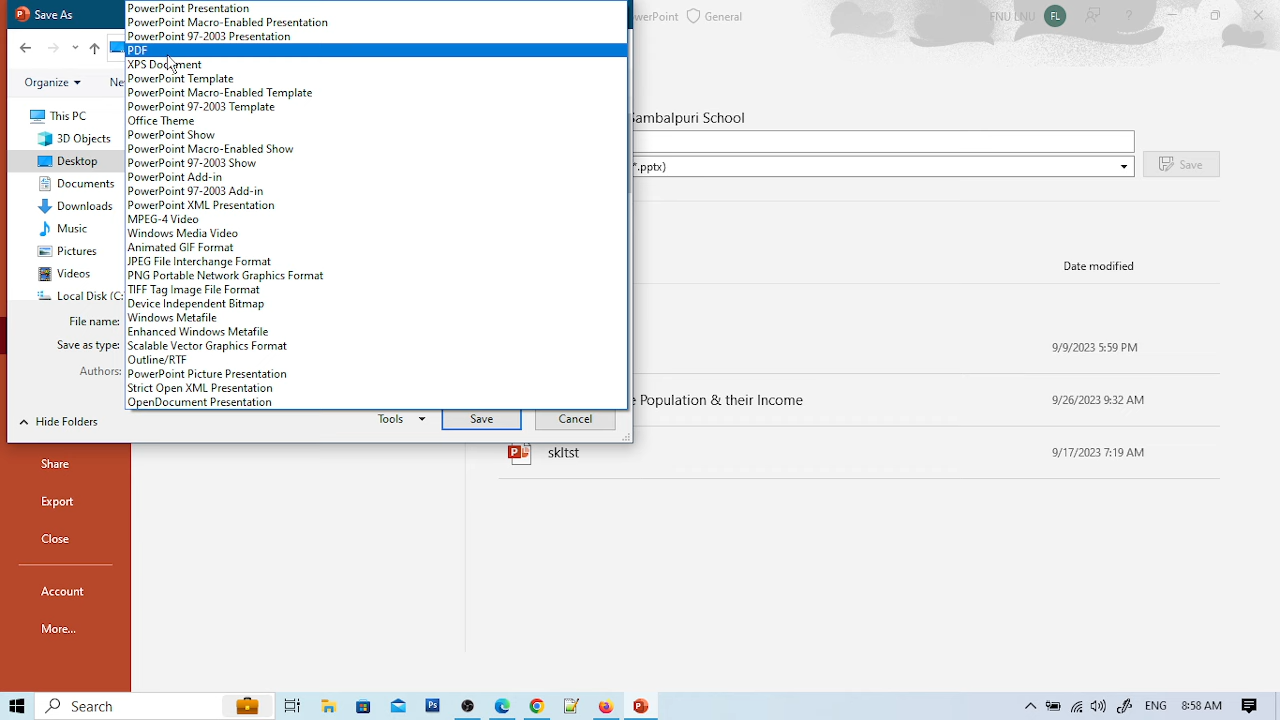 Save As
werPoint General
FNU LNU FL
?
Organize
PowerPoint Presentation
PowerPoint Macro-Enabled Presentation
PowerPoint 97-2003 Presentation
PDF
XPS Document
PowerPoint Template
PowerPoint Macro-Enabled Template
PowerPoint 97-2003 Template
Office Theme
PowerPoint Show
PowerPoint Macro-Enabled Show
PowerPoint 97-2003 Show
PowerPoint Add-in
PowerPoint 97-2003 Add-in
PowerPoint XML Presentation
MPEG-4 Video
Windows Media Video
Animated GIF Format
JPEG File Interchange Format
PNG Portable Network Graphics Format
TIFF Tag Image File Format
Device Independent Bitmap
Windows Metafile
Enhanced Windows Metafile
Scalable Vector Graphics Format
Outline/RTF
PowerPoint Picture Presentation
Strict Open XML Presentation
OpenDocument Presentation
This PC
3D Objects
Desktop
Documents
Downloads
Music
Pictures
Videos
Local Disk (C:
File name:
Save as type:
Authors:
Hide Folders
Tools
Save
Cancel
Sambalpuri School
*.pptx)
Save
Date modified
9/9/2023 5:59 PM
e Population & their Income
9/26/2023 9:32 AM
skltst
9/17/2023 7:19 AM
Share
Export
Close
Account
More...
Search
ENG
8:58 AM